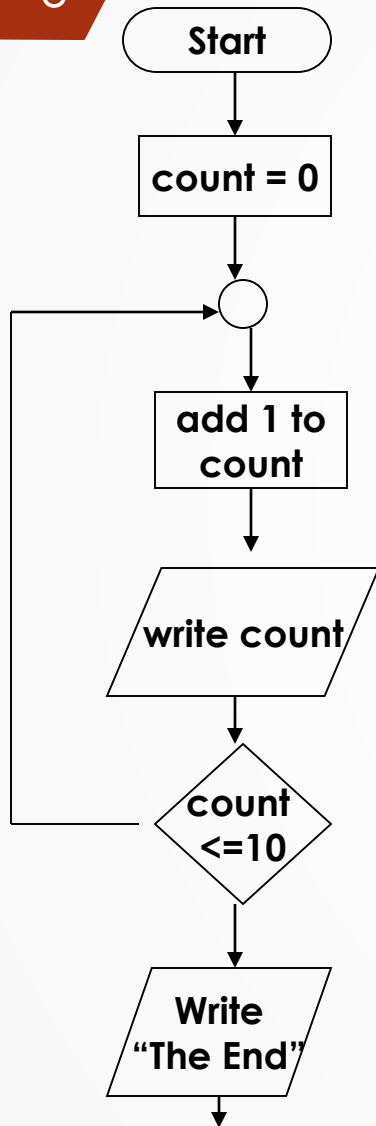 Start
count = 0
add 1 to
count
write count
count
<=10
Write
“The End”